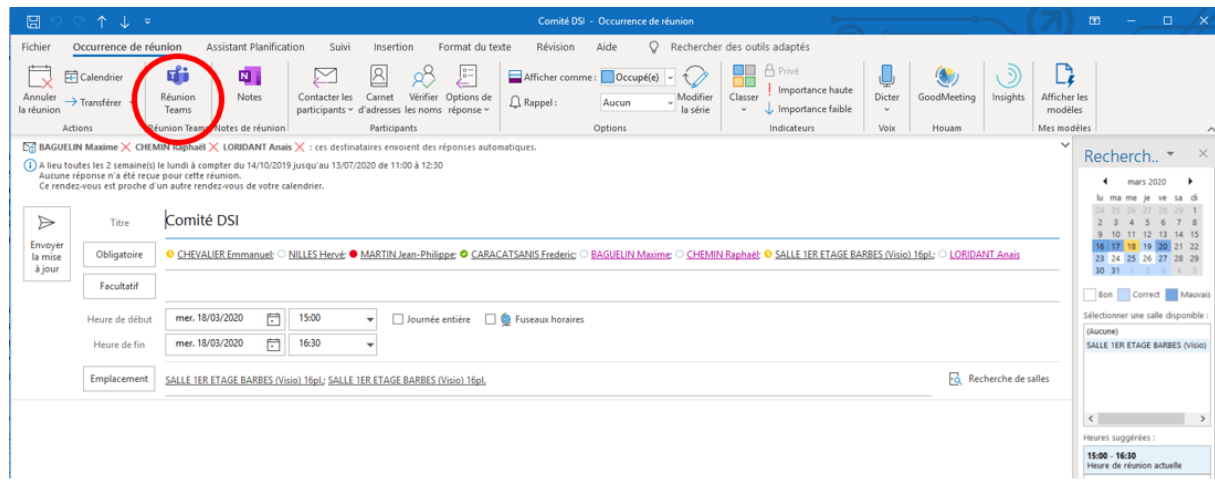 Comité DSI - Occurrence de réunion
Fichier Occurrence de réunion Assistant Planification Suivi Insertion Format du texte Révision Aide Rechercher des outils adaptés
Annuler la réunion
Calendrier
Transférer
Actions
Réunion Teams
Réunion Teams
Notes
Notes de réunion
Contacter les participants
Carnet d'adresses
Vérifier les noms
Options de réponse
Participants
Afficher comme : Occupé(e)
Rappel : Aucun
Modifier la série
Options
Classer
Privé
Importance haute
Importance faible
Indicateurs
Dicter
Voix
GoodMeeting
Houam
Insights
Afficher les modèles
Mes modèles
BAGUELIN Maxime CHEMIN Raphaël LORIDANT Anais : ces destinataires envoient des réponses automatiques.
A lieu toutes les 2 semaine(s) le lundi à compter du 14/10/2019 jusqu'au 13/07/2020 de 11:00 à 12:30
Aucune réponse n'a été reçue pour cette réunion.
Ce rendez-vous est proche d'un autre rendez-vous de votre calendrier.
Envoyer la mise à jour
Titre Comité DSI
Obligatoire CHEVALIER Emmanuel; NILLES Hervé; MARTIN Jean-Philippe; CARACATSANIS Frederic; BAGUELIN Maxime; CHEMIN Raphaël; SALLE 1ER ETAGE BARBES (Visio) 16pl.; LORIDANT Anais
Facultatif
Heure de début mer. 18/03/2020 15:00 Journée entière Fuseaux horaires
Heure de fin mer. 18/03/2020 16:30
Emplacement SALLE 1ER ETAGE BARBES (Visio) 16pl.; SALLE 1ER ETAGE BARBES (Visio) 16pl. Recherche de salles
Recherch..
mars 2020
lu ma me je ve sa di
24 25 26 27 28 29 1
2 3 4 5 6 7 8
9 10 11 12 13 14 15
16 17 18 19 20 21 22
23 24 25 26 27 28 29
30 31 1 2 3 4 5
Bon Correct Mauvais
Sélectionner une salle disponible :
(Aucune)
SALLE 1ER ETAGE BARBES (Visio)
Heures suggérées :
15:00 - 16:30
Heure de réunion actuelle